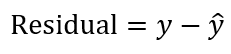 Residual = y − ŷ